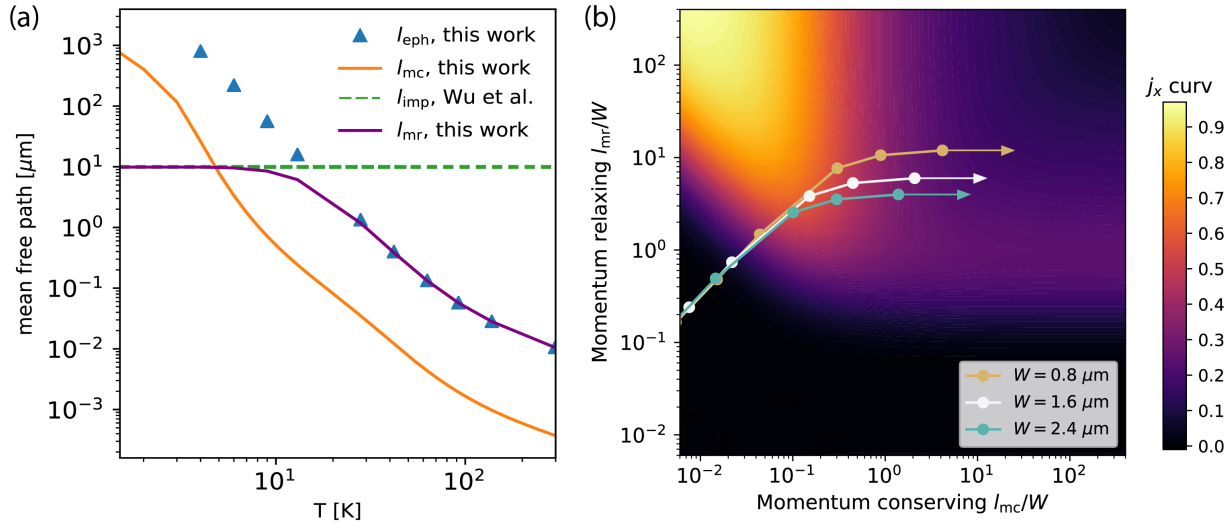 (a)
mean free path [μm]
10³
10²
10¹
10⁰
10⁻¹
10⁻²
10⁻³
10¹
10²
T [K]
l_eph, this work
l_mc, this work
l_imp, Wu et al.
l_mr, this work
(b)
Momentum relaxing l_mr/W
10²
10¹
10⁰
10⁻¹
10⁻²
10⁻²
10⁻¹
10⁰
10¹
10²
Momentum conserving l_mc/W
W = 0.8 μm
W = 1.6 μm
W = 2.4 μm
j_x curv
0.9
0.8
0.7
0.6
0.5
0.4
0.3
0.2
0.1
0.0